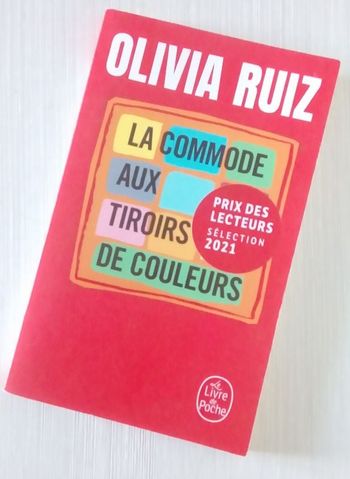 OLIVIA RUIZ
LA COMMODE
AUX
TIROIRS
DE COULEURS
PRIX DES
LECTEURS
SÉLECTION
2021
Le
Livre
de
Poche